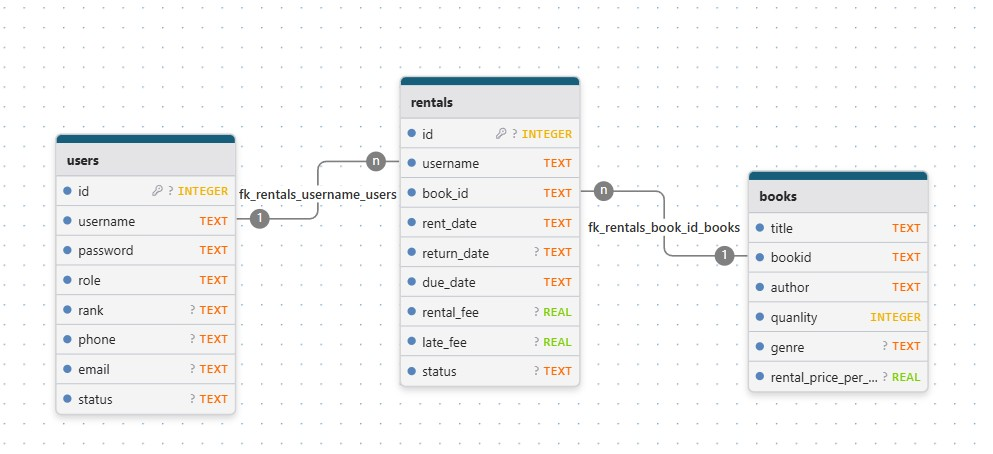 users
id ? INTEGER
username TEXT
password TEXT
role TEXT
rank ? TEXT
phone ? TEXT
email ? TEXT
status ? TEXT
1
fk_rentals_username_users
n
rentals
id ? INTEGER
username TEXT
book_id TEXT
rent_date TEXT
return_date ? TEXT
due_date TEXT
rental_fee ? REAL
late_fee ? REAL
status ? TEXT
n
fk_rentals_book_id_books
1
books
title TEXT
bookid TEXT
author TEXT
quanlity INTEGER
genre ? TEXT
rental_price_per_... ? REAL